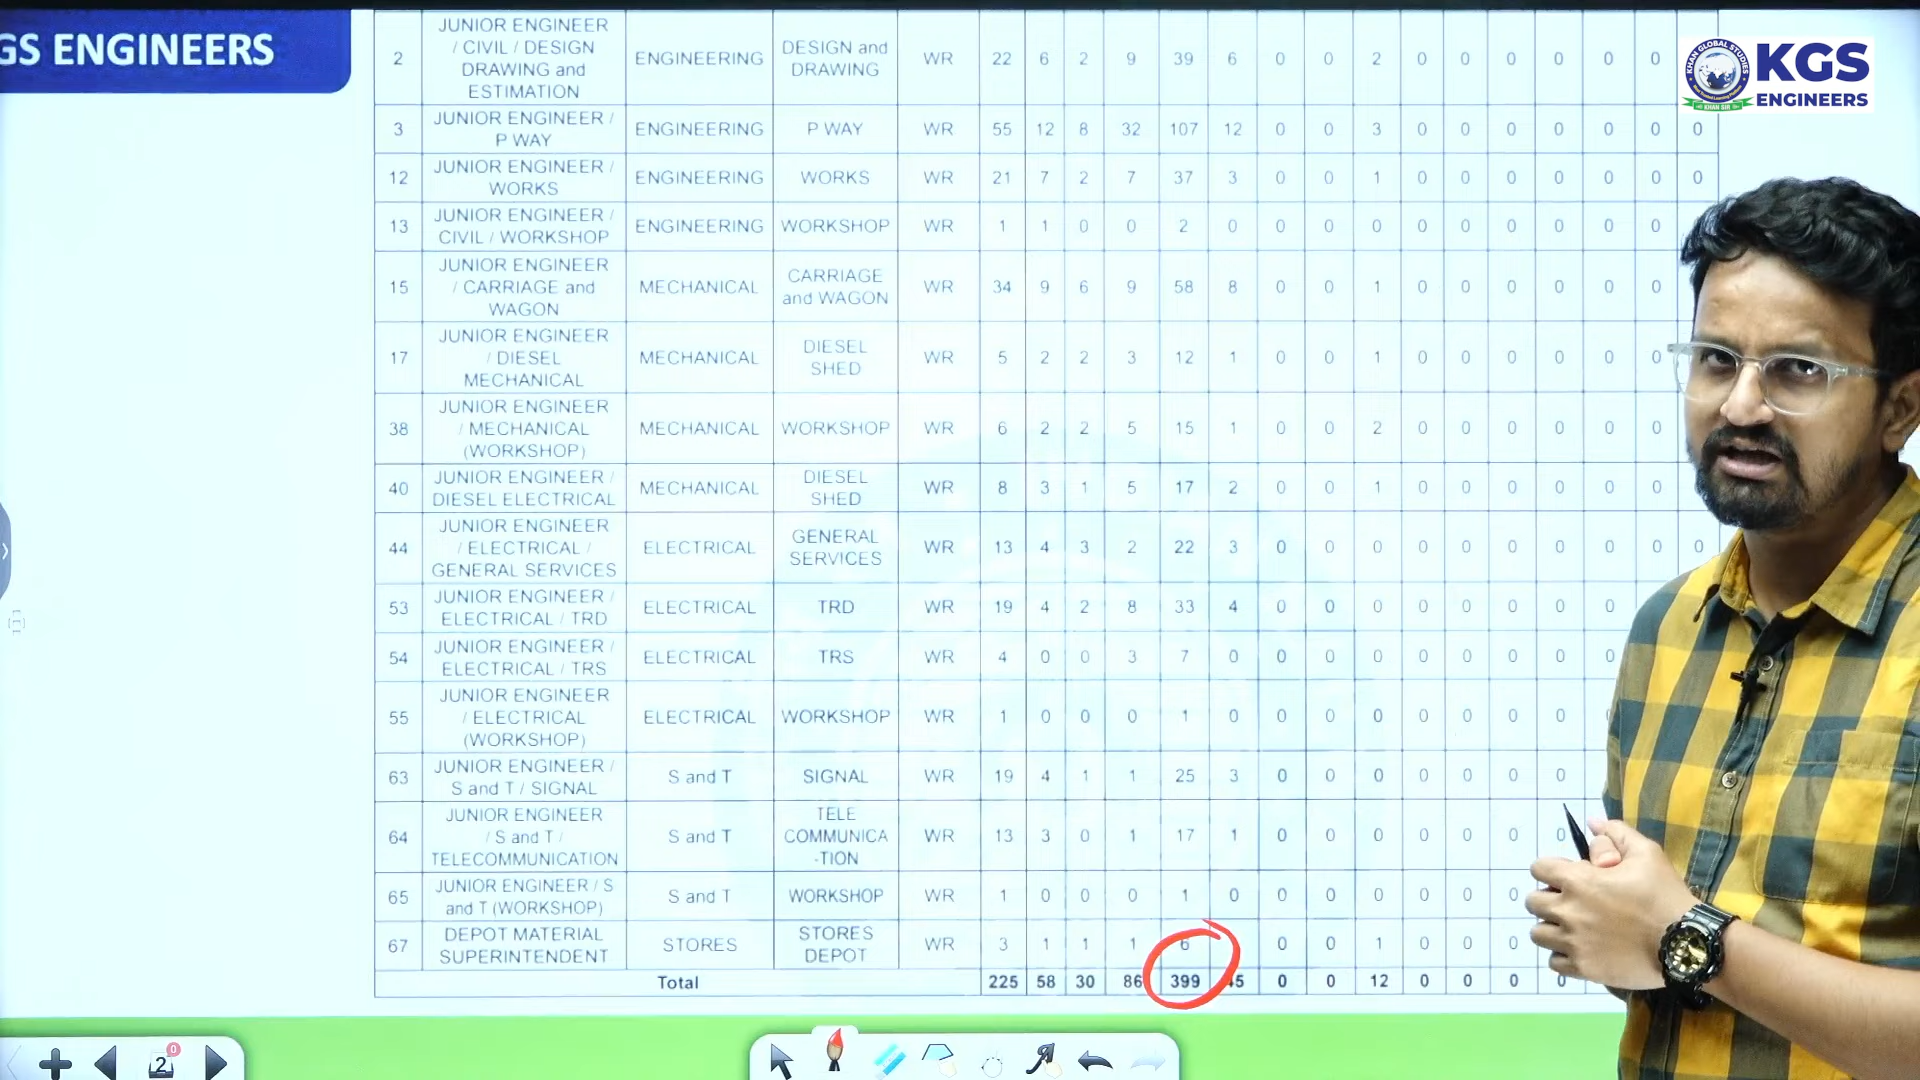 GS ENGINEERS
KGS
ENGINEERS
KHAN GLOBAL STUDIES
KHAN SIR
2 JUNIOR ENGINEER / CIVIL / DESIGN DRAWING and ESTIMATION ENGINEERING DESIGN and DRAWING WR 22 6 2 9 39 6 0 0 2 0 0 0 0 0 0
3 JUNIOR ENGINEER / P WAY ENGINEERING P WAY WR 55 12 8 32 107 12 0 0 3 0 0 0 0 0 0 0
12 JUNIOR ENGINEER / WORKS ENGINEERING WORKS WR 21 7 2 7 37 3 0 0 1 0 0 0 0 0 0 0
13 JUNIOR ENGINEER / CIVIL / WORKSHOP ENGINEERING WORKSHOP WR 1 1 0 0 2 0 0 0 0 0 0 0 0 0 0 0
15 JUNIOR ENGINEER / CARRIAGE and WAGON MECHANICAL CARRIAGE and WAGON WR 34 9 6 9 58 8 0 0 1 0 0 0 0 0 0
17 JUNIOR ENGINEER / DIESEL MECHANICAL MECHANICAL DIESEL SHED WR 5 2 2 3 12 1 0 0 1 0 0 0 0 0 0
38 JUNIOR ENGINEER / MECHANICAL (WORKSHOP) MECHANICAL WORKSHOP WR 6 2 2 5 15 1 0 0 2 0 0 0 0 0 0
40 JUNIOR ENGINEER / DIESEL ELECTRICAL MECHANICAL DIESEL SHED WR 8 3 1 5 17 2 0 0 1 0 0 0 0 0 0
44 JUNIOR ENGINEER / ELECTRICAL / GENERAL SERVICES ELECTRICAL GENERAL SERVICES WR 13 4 3 2 22 3 0 0 0 0 0 0 0 0 0 0
53 JUNIOR ENGINEER / ELECTRICAL / TRD ELECTRICAL TRD WR 19 4 2 8 33 4 0 0 0 0 0 0 0 0
54 JUNIOR ENGINEER / ELECTRICAL / TRS ELECTRICAL TRS WR 4 0 0 3 7 0 0 0 0 0 0 0 0 0
55 JUNIOR ENGINEER / ELECTRICAL (WORKSHOP) ELECTRICAL WORKSHOP WR 1 0 0 0 1 0 0 0 0 0 0 0 0
63 JUNIOR ENGINEER / S and T / SIGNAL S and T SIGNAL WR 19 4 1 1 25 3 0 0 0 0 0 0 0
64 JUNIOR ENGINEER / S and T / TELECOMMUNICATION S and T TELE COMMUNICA -TION WR 13 3 0 1 17 1 0 0 0 0 0 0 0
65 JUNIOR ENGINEER / S and T (WORKSHOP) S and T WORKSHOP WR 1 0 0 0 1 0 0 0 0 0 0 0
67 DEPOT MATERIAL SUPERINTENDENT STORES STORES DEPOT WR 3 1 1 1 6 0 0 1 0 0 0
Total 225 58 30 86 399 45 0 0 12 0 0 0 0
2 0